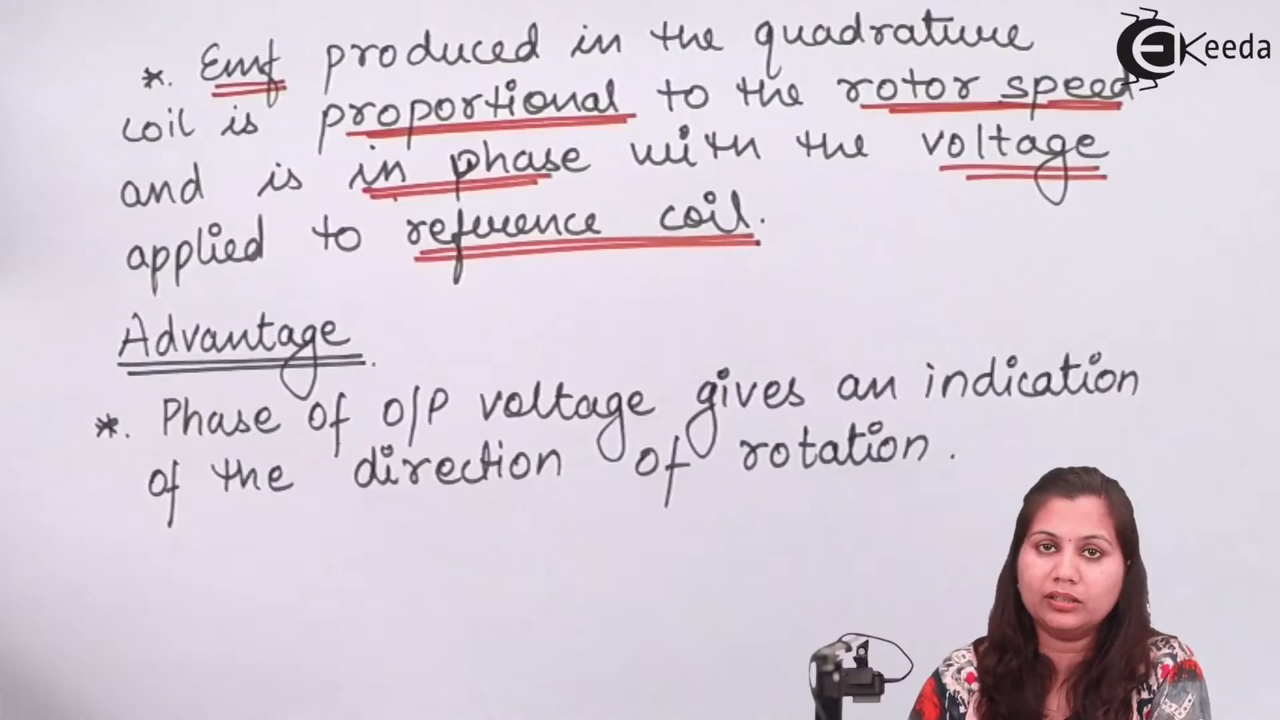 EKeeda
*. Emf produced in the quadrature
coil is proportional to the rotor speed
and is in phase with the voltage
applied to reference coil.
Advantage.
*. Phase of O/P voltage gives an indication
of the direction of rotation.